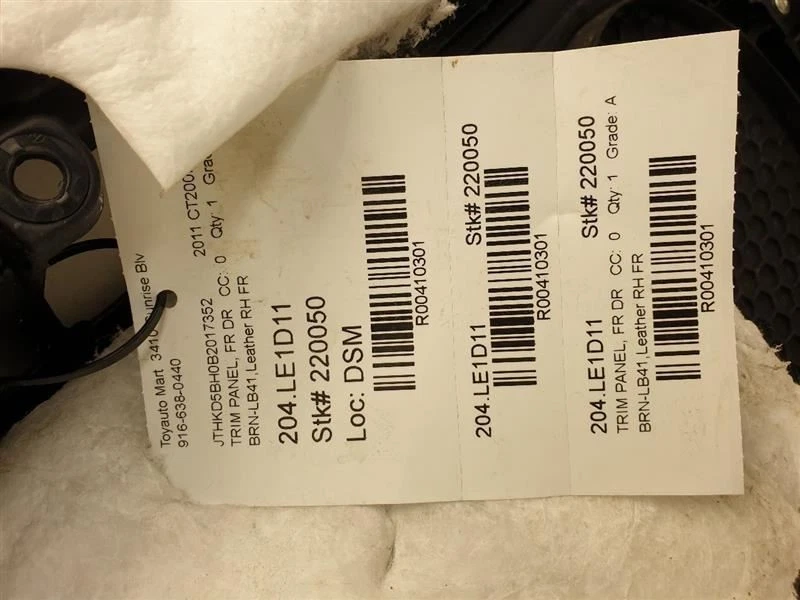 Toyauto Mart 3410 Sunrise Blv
916-638-0440
JTHKD5BH0B2017352 2011 CT200
TRIM PANEL, FR DR CC: 0 Qty: 1 Grade
BRN-LB41,Leather RH FR
204.LE1D11
Stk# 220050
Loc: DSM
R00410301
204.LE1D11 Stk# 220050
R00410301
204.LE1D11 Stk# 220050
TRIM PANEL, FR DR CC: 0 Qty: 1 Grade: A
BRN-LB41,Leather RH FR
R00410301